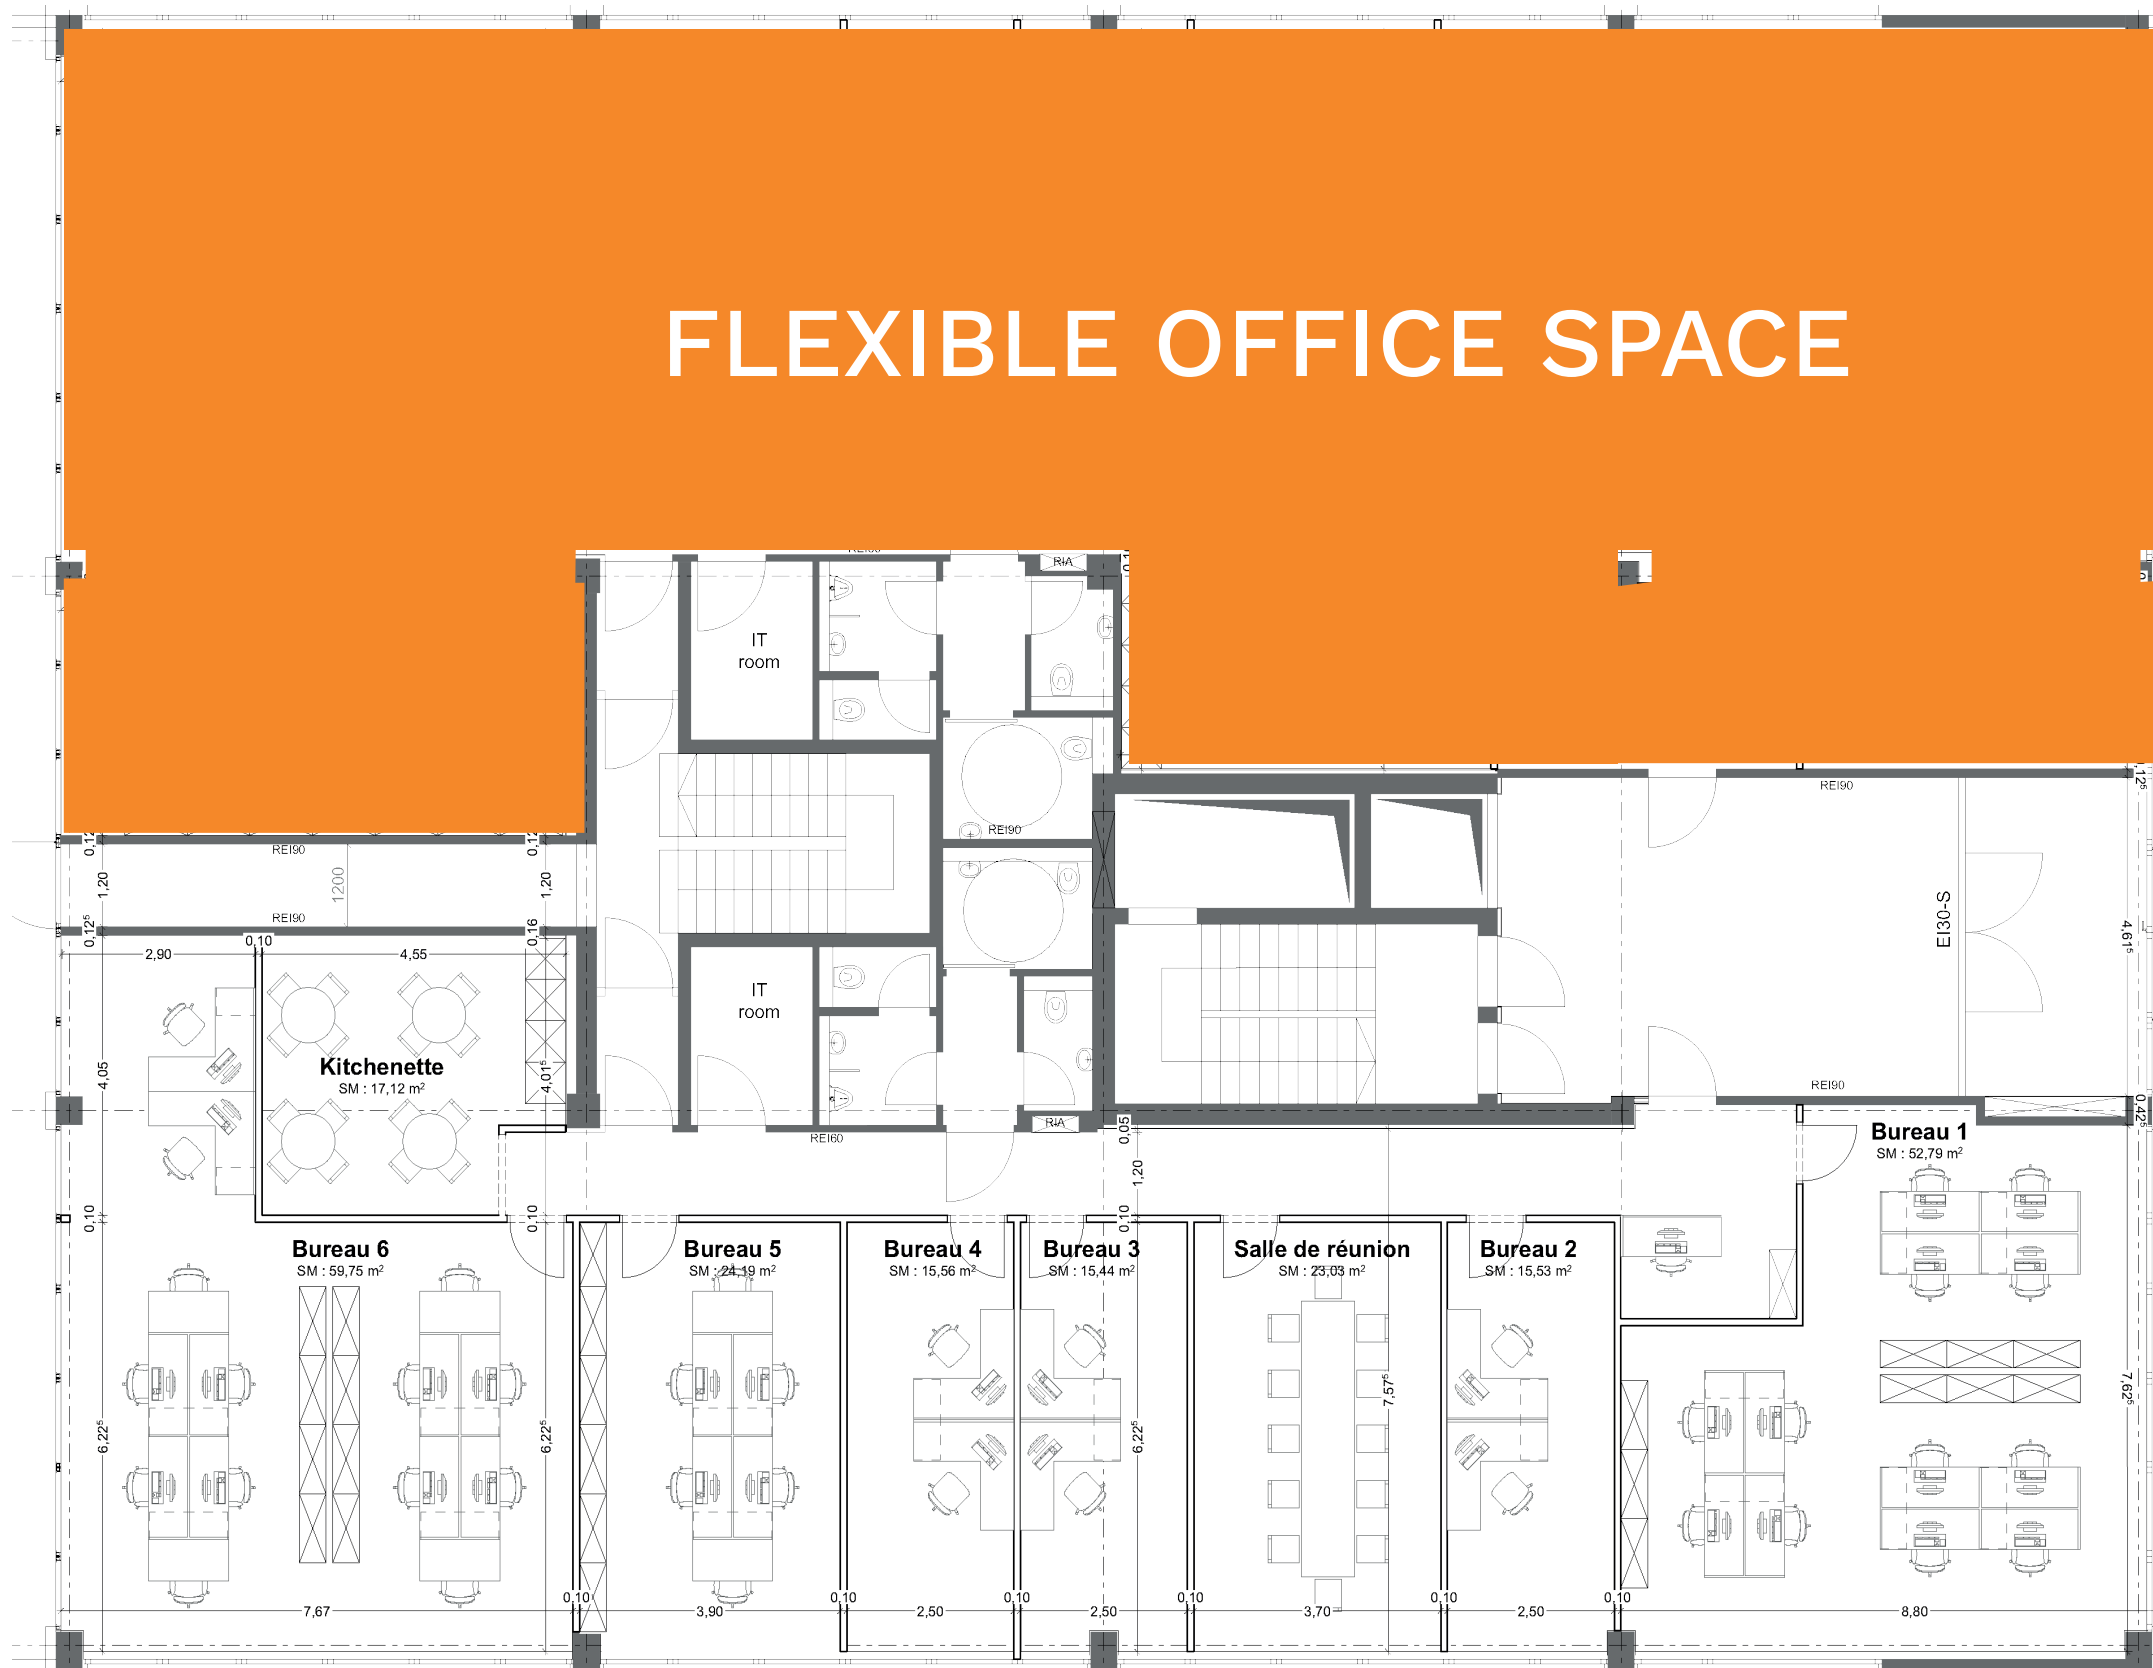 FLEXIBLE OFFICE SPACE
RIA
IT
room
REI90
REI90
REI90
0,12⁵
REI90
1200
1,20
1,20
REI90
0,12⁵
0,16
0,10
2,90
4,55
EI30-S
4,61⁵
IT
room
Kitchenette
SM : 17,12 m²
4,05
4,01⁵
REI90
0,42⁵
RIA
REI60
0,05
Bureau 1
SM : 52,79 m²
1,20
0,10
0,10
0,10
Bureau 6
SM : 59,75 m²
Bureau 5
SM : 24,19 m²
Bureau 4
SM : 15,56 m²
Bureau 3
SM : 15,44 m²
Salle de réunion
SM : 23,03 m²
Bureau 2
SM : 15,53 m²
7,57⁵
7,62⁵
6,22⁵
6,22⁵
6,22⁵
0,10
0,10
0,10
0,10
0,10
0,10
7,67
3,90
2,50
2,50
3,70
2,50
8,80